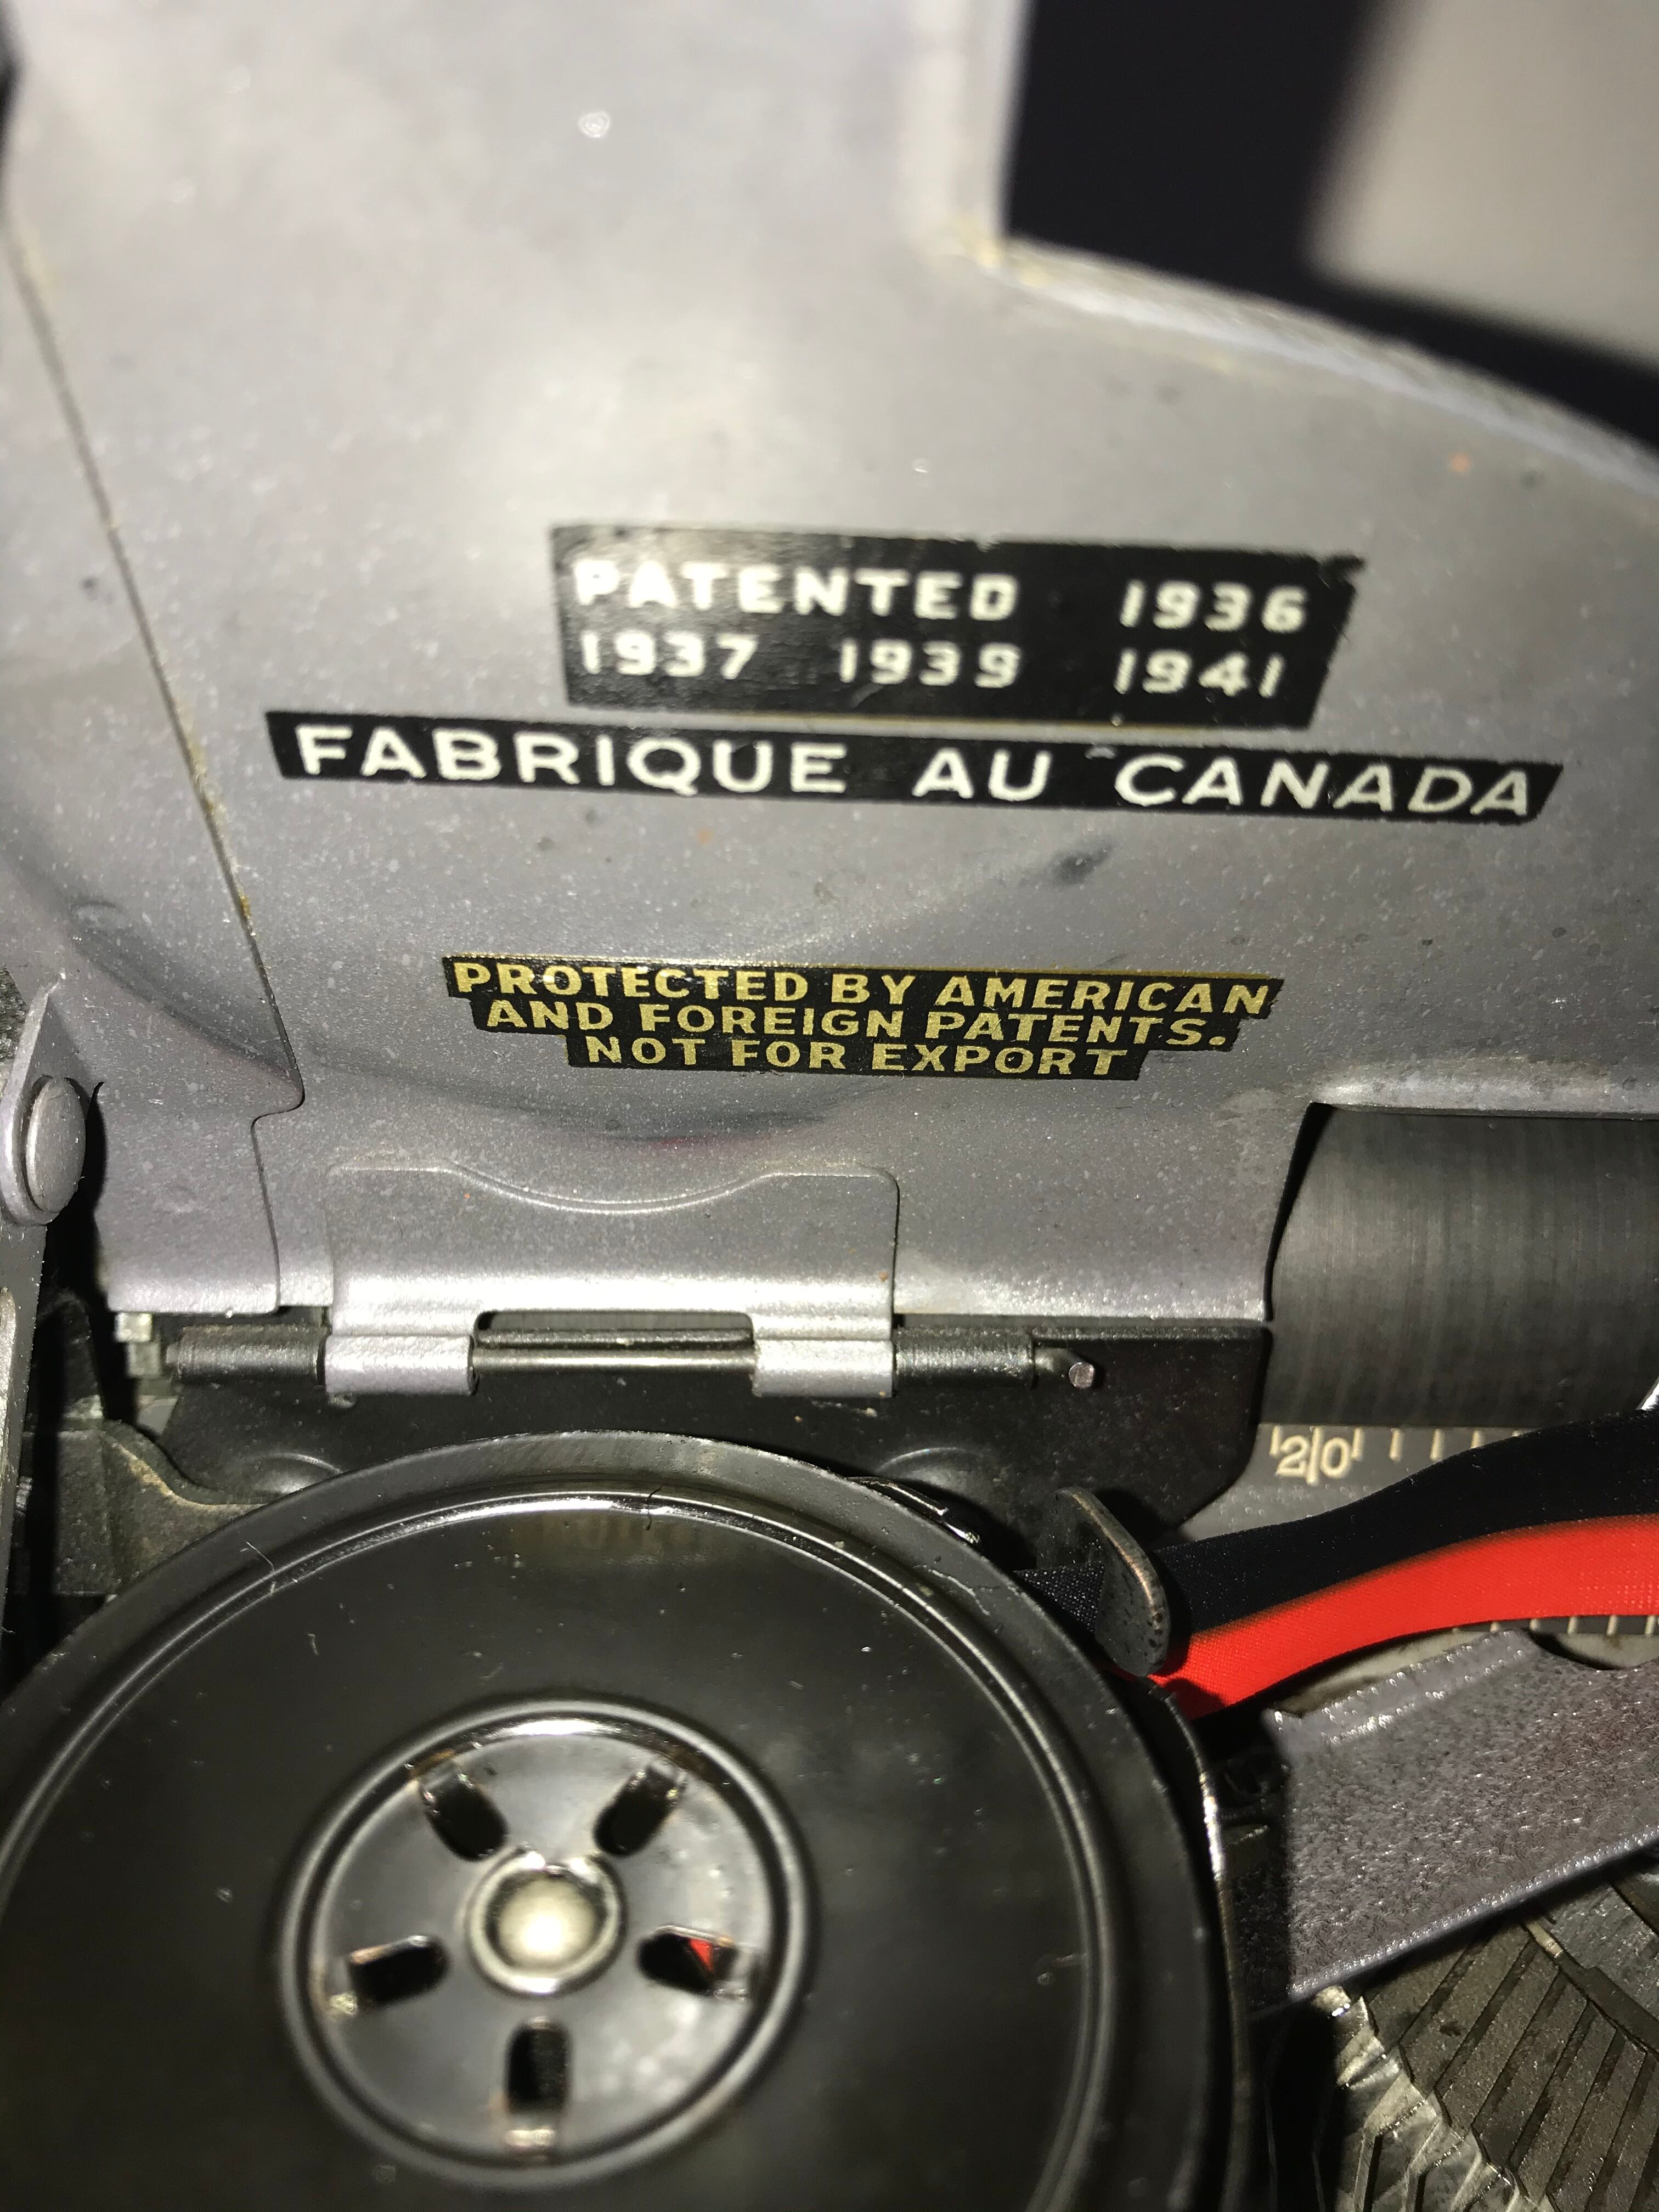 PATENTED 1936
1937 1939 1941
FABRIQUE AU CANADA
PROTECTED BY AMERICAN
AND FOREIGN PATENTS.
NOT FOR EXPORT
20